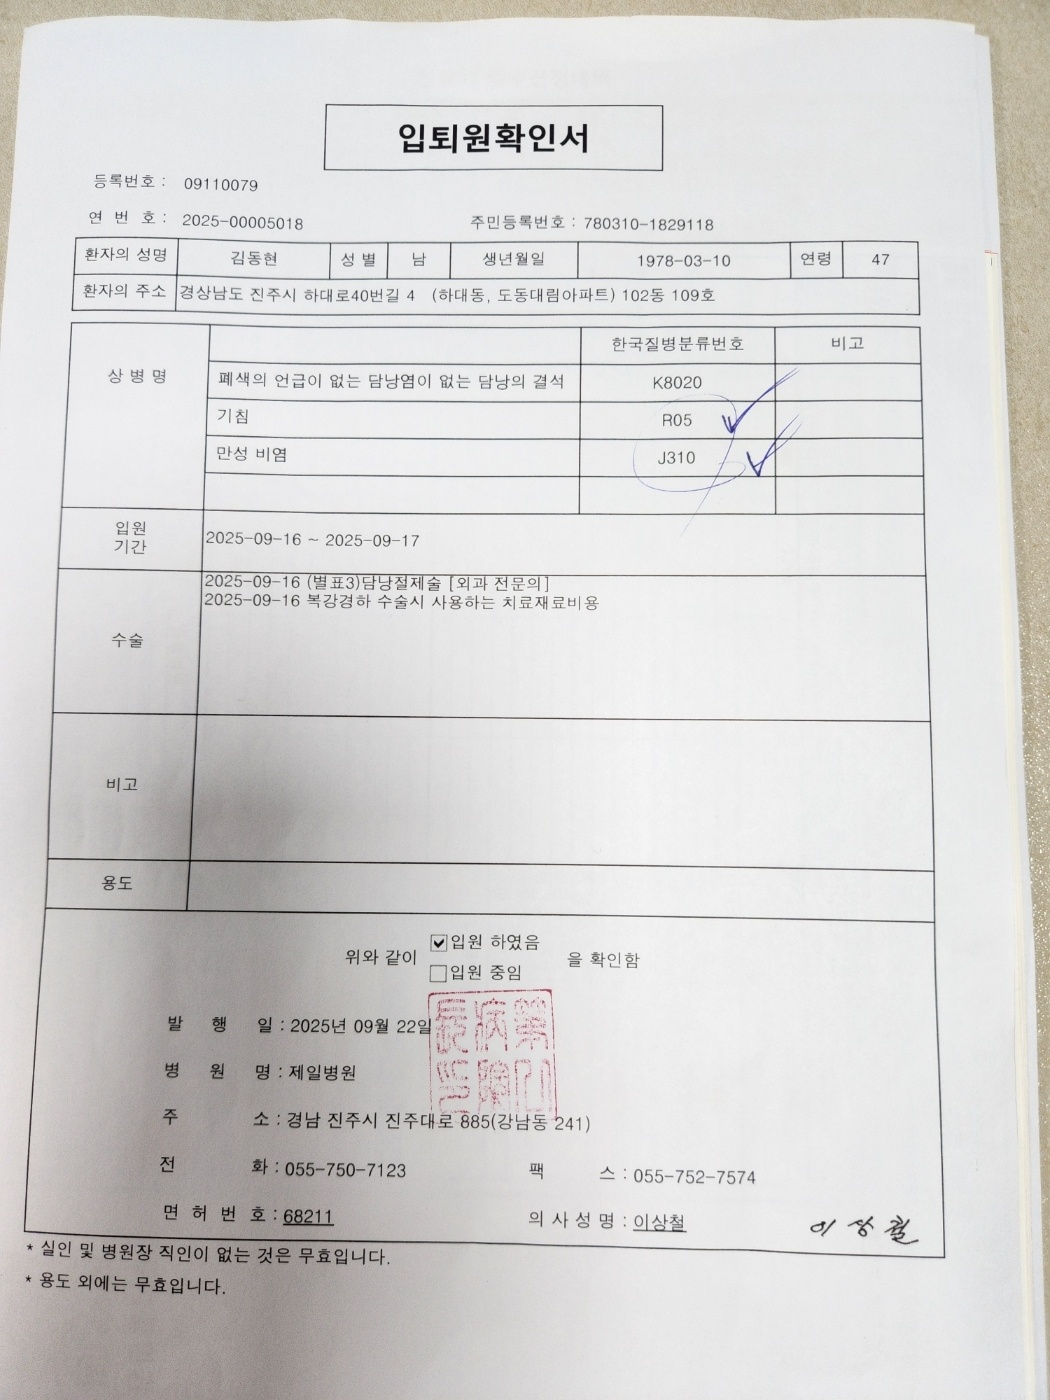 입퇴원확인서
등록번호 : 09110079
연 번 호 : 2025-00005018 주민등록번호 : 780310-1829118
환자의 성명 김동현 성 별 남 생년월일 1978-03-10 연령 47
환자의 주소 경상남도 진주시 하대로40번길 4 (하대동, 도동대림아파트) 102동 109호
한국질병분류번호 비고
상 병 명
폐색의 언급이 없는 담낭염이 없는 담낭의 결석 K8020
기침 R05
만성 비염 J310
입원
기간
2025-09-16 ~ 2025-09-17
수술
2025-09-16 (별표3)담낭절제술 [외과 전문의]
2025-09-16 복강경하 수술시 사용하는 치료재료비용
비고
용도
위와 같이 입원 하였음 을 확인함
입원 중임
발 행 일 : 2025년 09월 22일
병 원 명 : 제일병원
주 소 : 경남 진주시 진주대로 885(강남동 241)
전 화 : 055-750-7123 팩 스 : 055-752-7574
면 허 번 호 : 68211 의 사 성 명 : 이상철 이상철
* 실인 및 병원장 직인이 없는 것은 무효입니다.
* 용도 외에는 무효입니다.